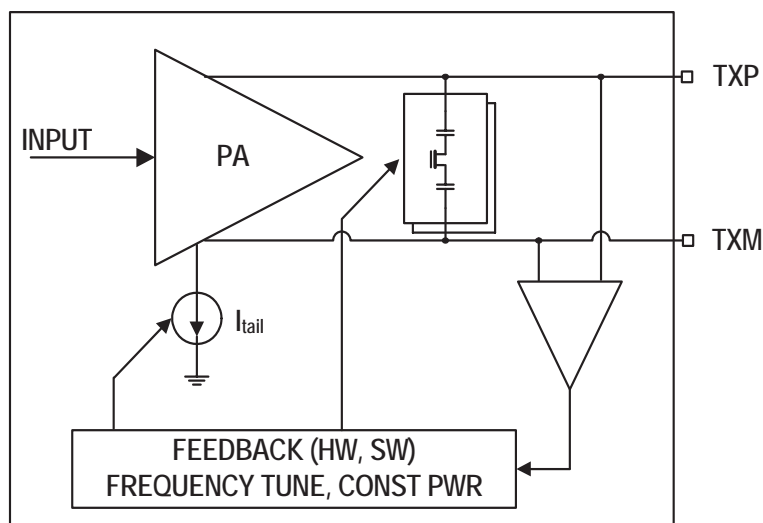 TXP
INPUT
PA
TXM
Itail
FEEDBACK (HW, SW)
FREQUENCY TUNE, CONST PWR